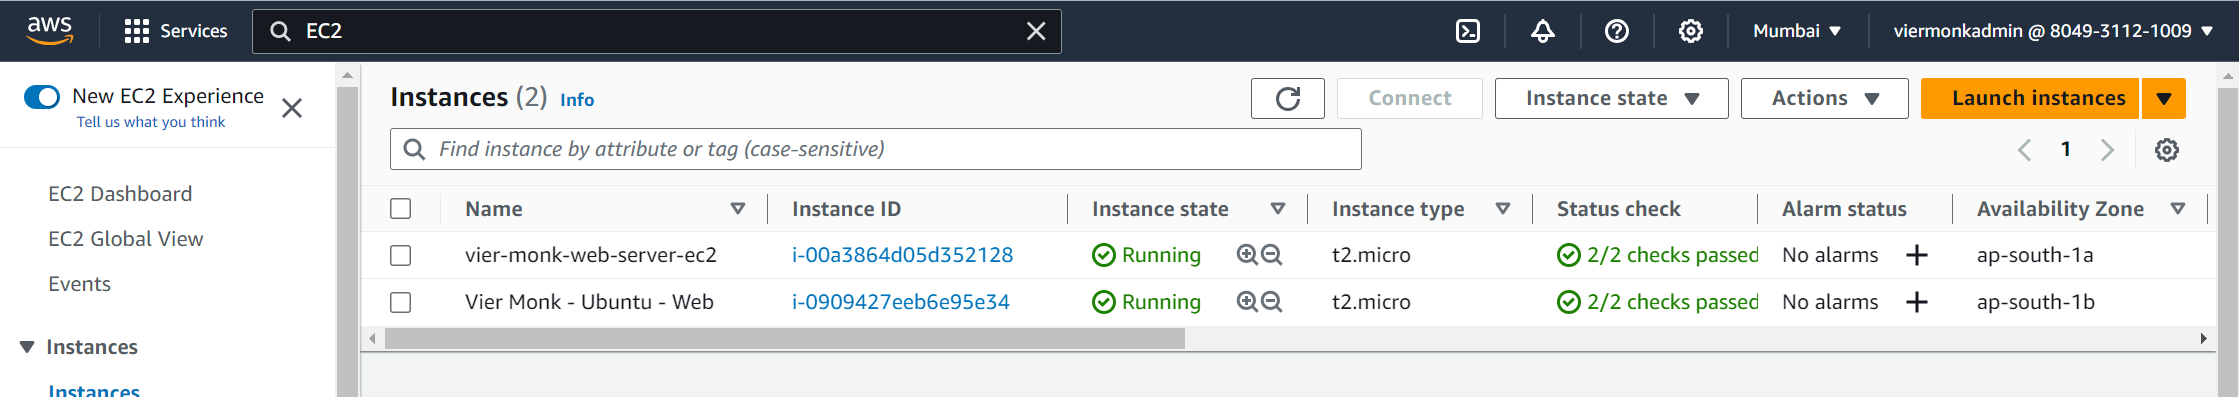 aws Services EC2 Mumbai viermonkadmin @ 8049-3112-1009
New EC2 Experience
Tell us what you think
EC2 Dashboard
EC2 Global View
Events
Instances
Instances
Instances (2) Info Connect Instance state Actions Launch instances
Find instance by attribute or tag (case-sensitive) 1
Name Instance ID Instance state Instance type Status check Alarm status Availability Zone
vier-monk-web-server-ec2 i-00a3864d05d352128 Running t2.micro 2/2 checks passed No alarms + ap-south-1a
Vier Monk - Ubuntu - Web i-0909427eeb6e95e34 Running t2.micro 2/2 checks passed No alarms + ap-south-1b